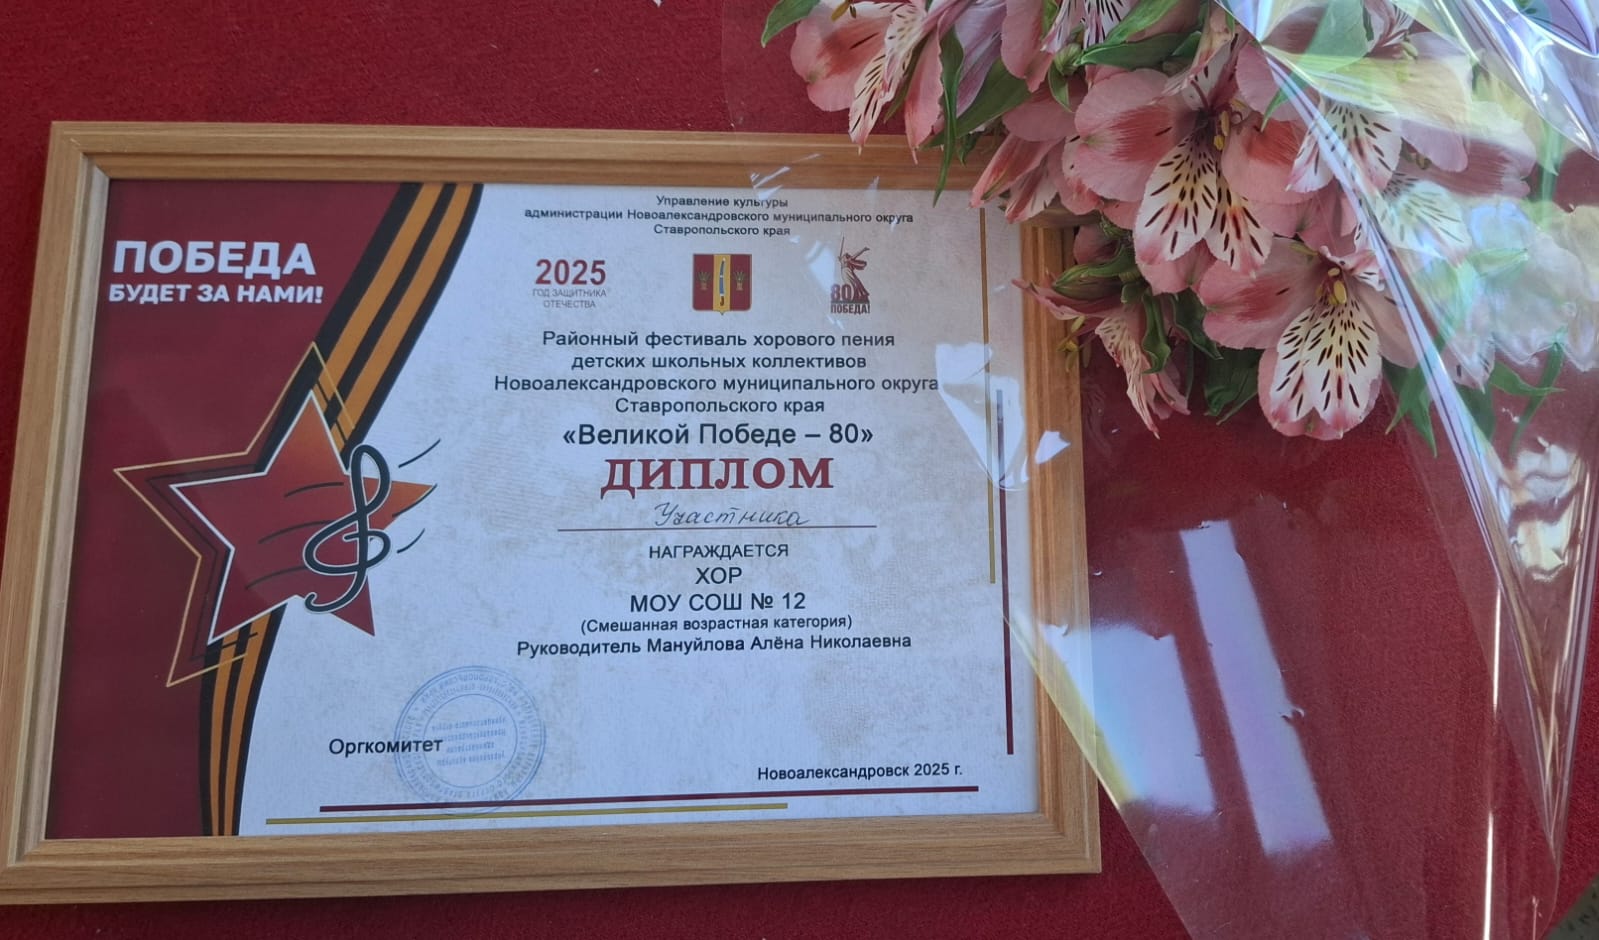 Управление культуры
администрации Новоалександровского муниципального округа
Ставропольского края
ПОБЕДА
БУДЕТ ЗА НАМИ!
2025
ГОД ЗАЩИТНИКА
ОТЕЧЕСТВА
80
ПОБЕДА!
Районный фестиваль хорового пения
детских школьных коллективов
Новоалександровского муниципального округа
Ставропольского края
«Великой Победе – 80»
ДИПЛОМ
Участника
НАГРАЖДАЕТСЯ
ХОР
МОУ СОШ № 12
(Смешанная возрастная категория)
Руководитель Мануйлова Алёна Николаевна
Оргкомитет
Новоалександровск 2025 г.